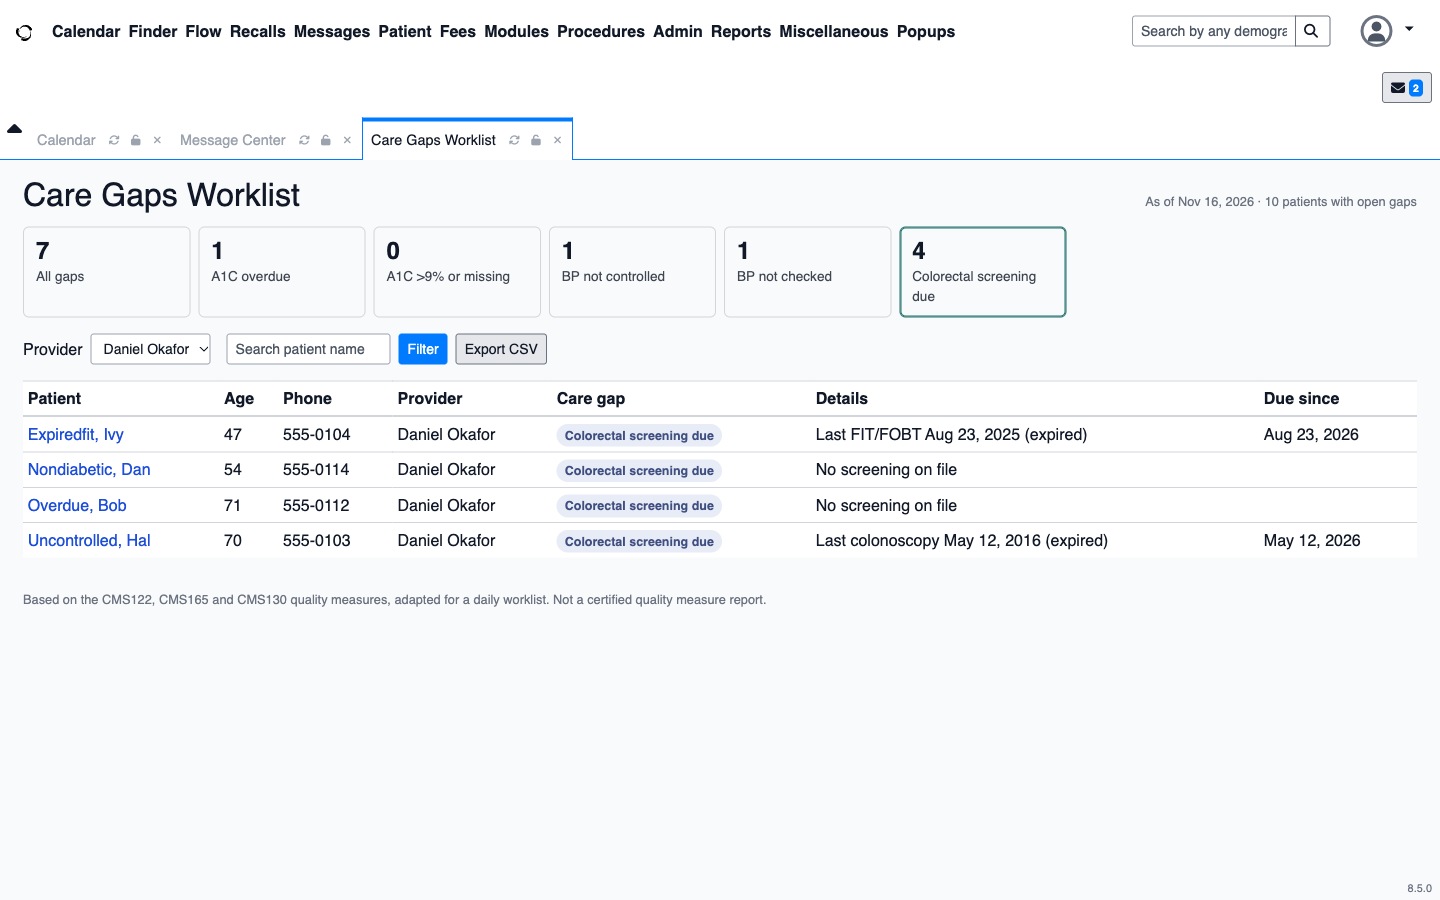 Calendar Finder Flow Recalls Messages Patient Fees Modules Procedures Admin Reports Miscellaneous Popups
Search by any demogra
2
Calendar Message Center Care Gaps Worklist
Care Gaps Worklist
As of Nov 16, 2026 · 10 patients with open gaps
7
All gaps
1
A1C overdue
0
A1C >9% or missing
1
BP not controlled
1
BP not checked
4
Colorectal screening
due
Provider Daniel Okafor Search patient name Filter Export CSV
Patient Age Phone Provider Care gap Details Due since
Expiredfit, Ivy 47 555-0104 Daniel Okafor Colorectal screening due Last FIT/FOBT Aug 23, 2025 (expired) Aug 23, 2026
Nondiabetic, Dan 54 555-0114 Daniel Okafor Colorectal screening due No screening on file
Overdue, Bob 71 555-0112 Daniel Okafor Colorectal screening due No screening on file
Uncontrolled, Hal 70 555-0103 Daniel Okafor Colorectal screening due Last colonoscopy May 12, 2016 (expired) May 12, 2026
Based on the CMS122, CMS165 and CMS130 quality measures, adapted for a daily worklist. Not a certified quality measure report.
8.5.0